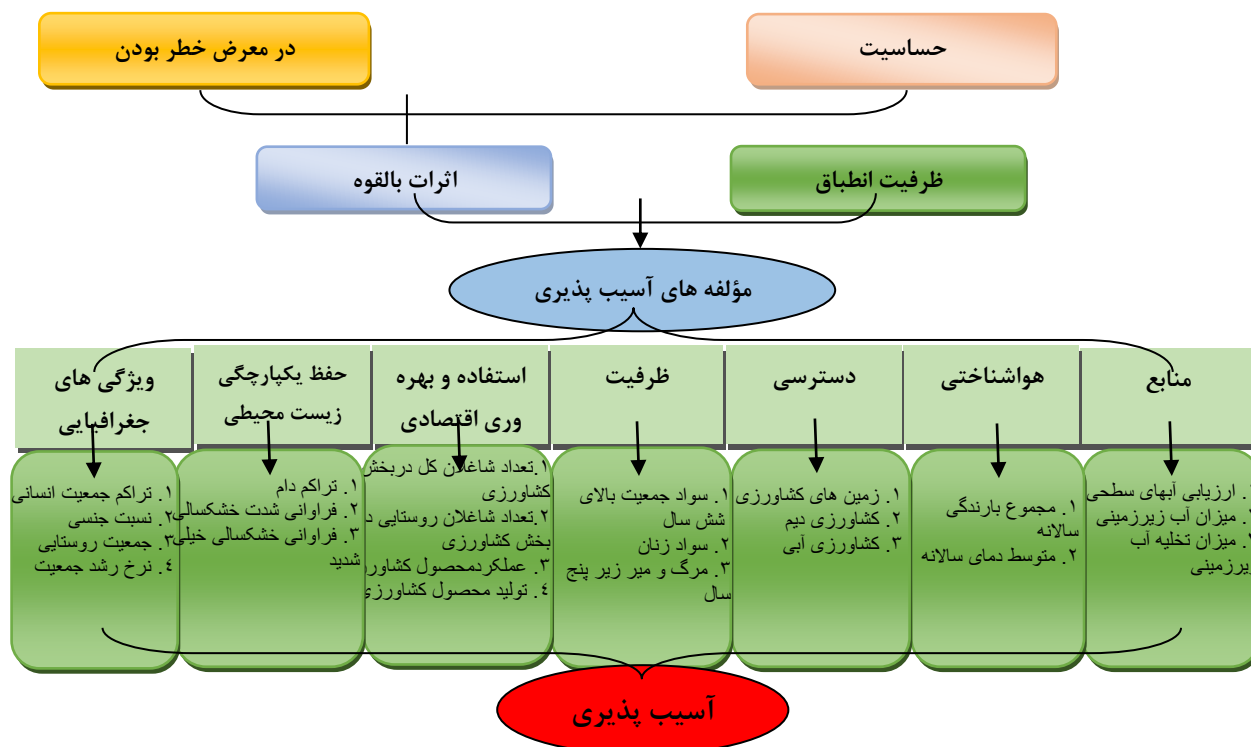 حساسیت
در معرض خطر بودن
ظرفیت انطباق
اثرات بالقوه
مؤلفه های آسیب پذیری
منابع
هواشناختی
دسترسی
ظرفیت
استفاده و بهره
وری اقتصادی
حفظ یکپارچگی
زیست محیطی
ویژگی های
جغرافیایی
ارزیابی آبهای سطحی
میزان آب زیرزمینی
میزان تخلیه آب
زیرزمینی
۱. مجموع بارندگی
سالانه
۲. متوسط دمای سالانه
۱. زمین های کشاورزی
۲. کشاورزی دیم
۳. کشاورزی آبی
۱. سواد جمعیت بالای
شش سال
۲. سواد زنان
۳. مرگ و میر زیر پنج
سال
۱.تعداد شاغلان کل دربخش
کشاورزی
۲.تعداد شاغلان روستایی د
بخش کشاورزی
۳. عملکردمحصول کشاور
۴. تولید محصول کشاورزی
۱. تراکم دام
۲. فراوانی شدت خشکسالی
۳. فراوانی خشکسالی خیلی
شدید
۱. تراکم جمعیت انسانی
۲. نسبت جنسی
۳. جمعیت روستایی
۴. نرخ رشد جمعیت
آسیب پذیری